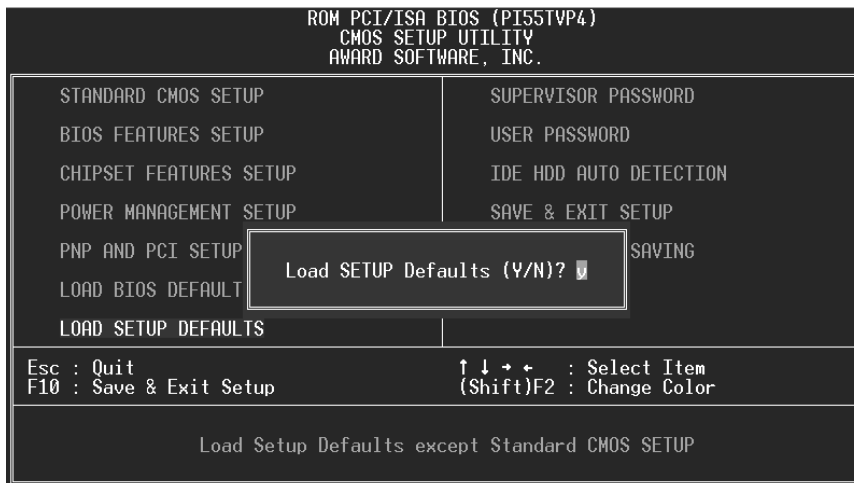 ROM PCI/ISA BIOS (PI55TVP4)
CMOS SETUP UTILITY
AWARD SOFTWARE, INC.
STANDARD CMOS SETUP
BIOS FEATURES SETUP
CHIPSET FEATURES SETUP
POWER MANAGEMENT SETUP
PNP AND PCI SETUP
LOAD BIOS DEFAULT
LOAD SETUP DEFAULTS
SUPERVISOR PASSWORD
USER PASSWORD
IDE HDD AUTO DETECTION
SAVE & EXIT SETUP
SAVING
Load SETUP Defaults (Y/N)? y
Esc : Quit
F10 : Save & Exit Setup
↑ ↓ → ← : Select Item
(Shift)F2 : Change Color
Load Setup Defaults except Standard CMOS SETUP